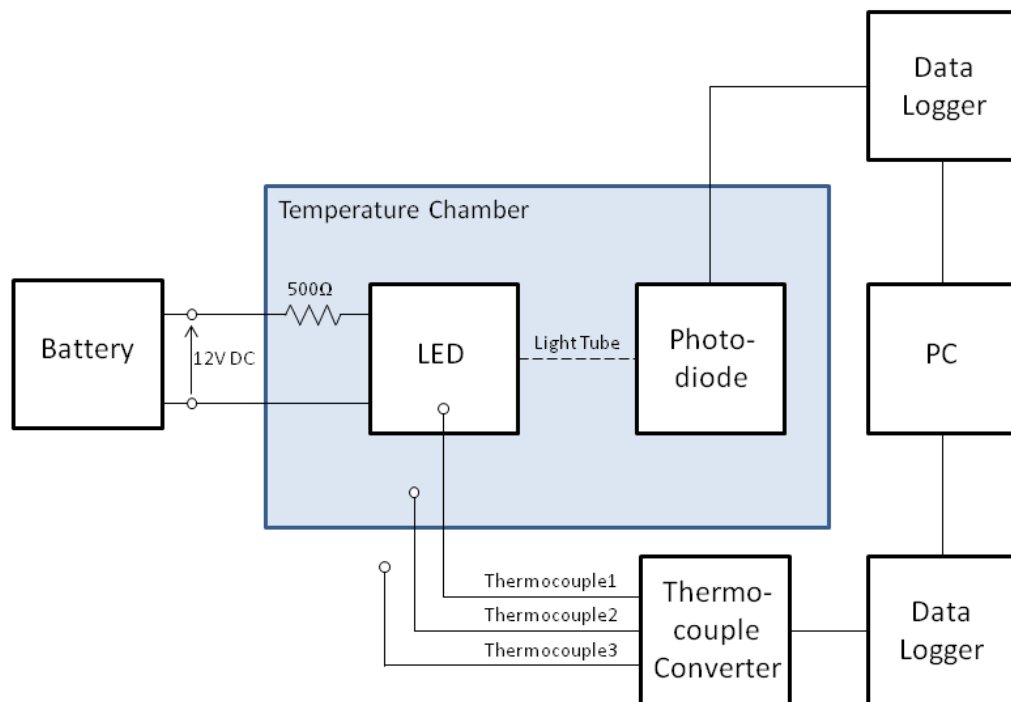 Data
Logger
Temperature Chamber
500Ω
Battery
12V DC
LED
Light Tube
Photo-
diode
PC
Thermocouple1
Thermocouple2
Thermocouple3
Thermo-
couple
Converter
Data
Logger